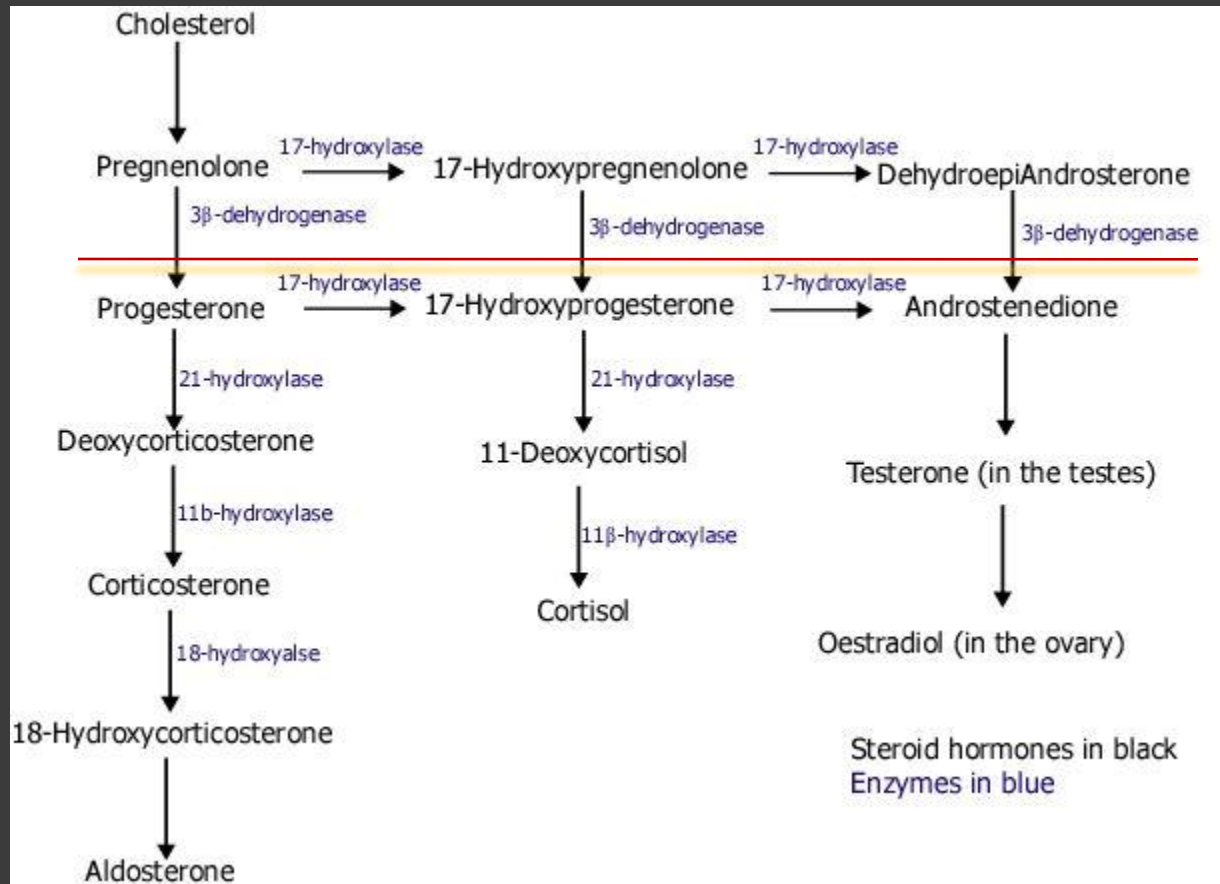 Cholesterol
17-hydroxylase
17-hydroxylase
Pregnenolone
17-Hydroxypregnenolone
DehydroepiAndrosterone
3β-dehydrogenase
3β-dehydrogenase
3β-dehydrogenase
17-hydroxylase
17-hydroxylase
Progesterone
17-Hydroxyprogesterone
Androstenedione
21-hydroxylase
21-hydroxylase
Deoxycorticosterone
11-Deoxycortisol
Testerone (in the testes)
11b-hydroxylase
11β-hydroxylase
Corticosterone
Cortisol
18-hydroxyalse
Oestradiol (in the ovary)
18-Hydroxycorticosterone
Steroid hormones in black
Enzymes in blue
Aldosterone